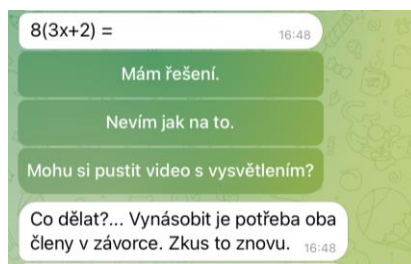 8(3x+2) =
16:48
Mám řešení.
Nevím jak na to.
Mohu si pustit video s vysvětlením?
Co dělat?... Vynásobit je potřeba oba
členy v závorce. Zkus to znovu. 16:48